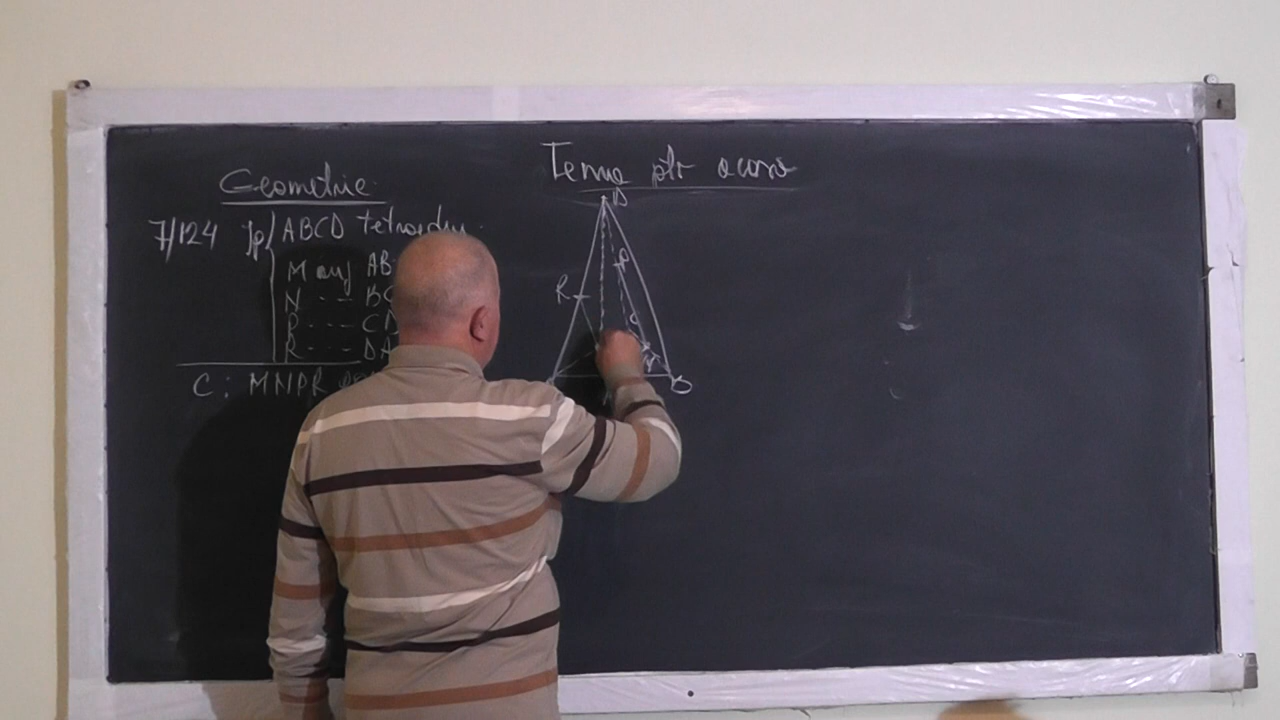 Geometrie
7/124 Ip ABCD tetraedru
M mij AB
N - - - BC
P - - - CD
R - - - DA
C: MNPR
Tema ptr acasa
D
P
R
C
N
B